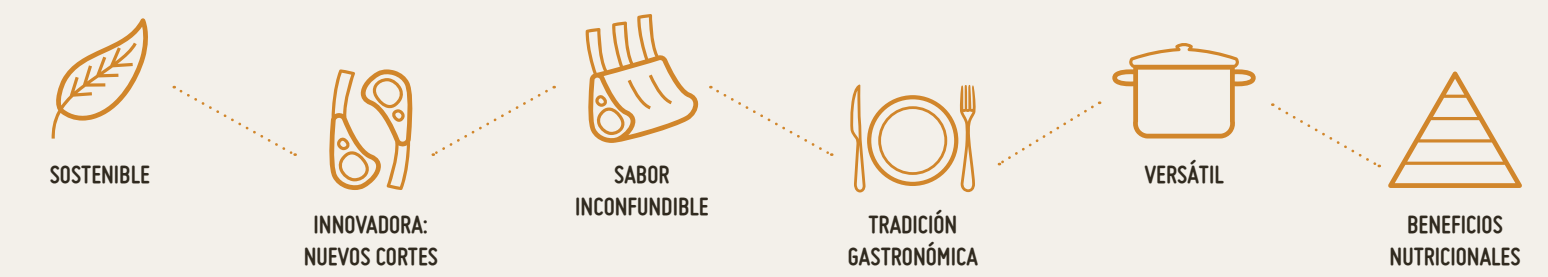 SOSTENIBLE
INNOVADORA:
NUEVOS CORTES
SABOR
INCONFUNDIBLE
TRADICIÓN
GASTRONÓMICA
VERSÁTIL
BENEFICIOS
NUTRICIONALES